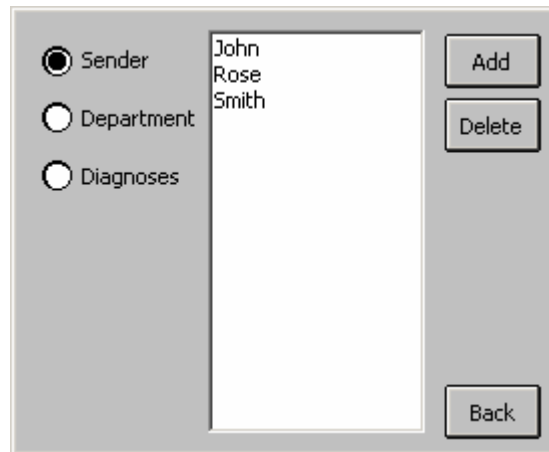 Sender
Department
Diagnoses
John
Rose
Smith
Add
Delete
Back